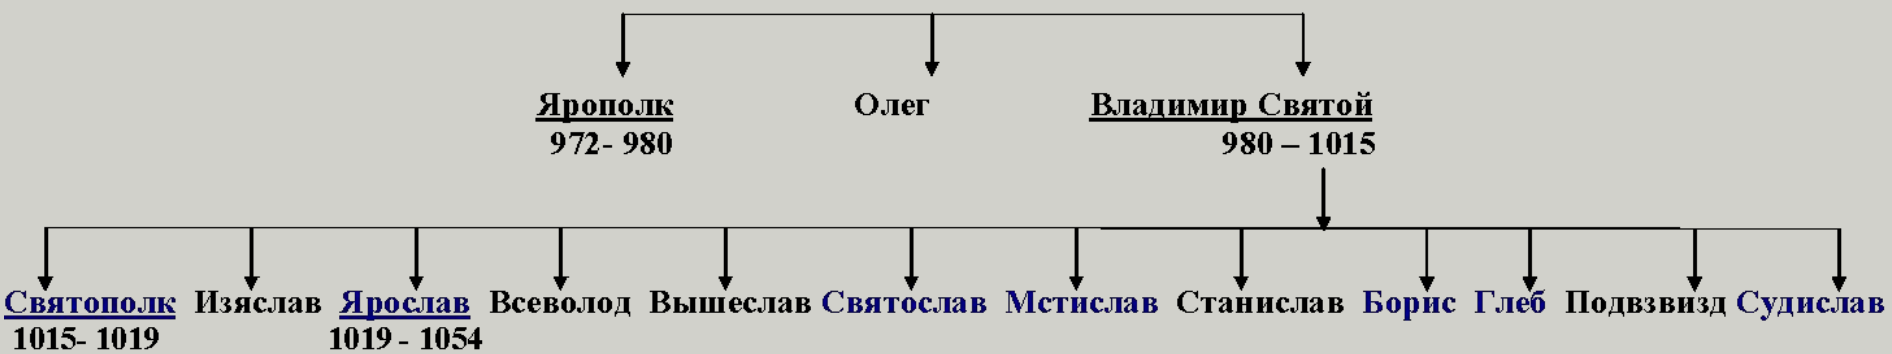 Ярополк Олег Владимир Святой
972- 980 980 – 1015
Святополк Изяслав Ярослав Всеволод Вышеслав Святослав Мстислав Станислав Борис Глеб Подвзвизд Судислав
1015- 1019 1019 - 1054